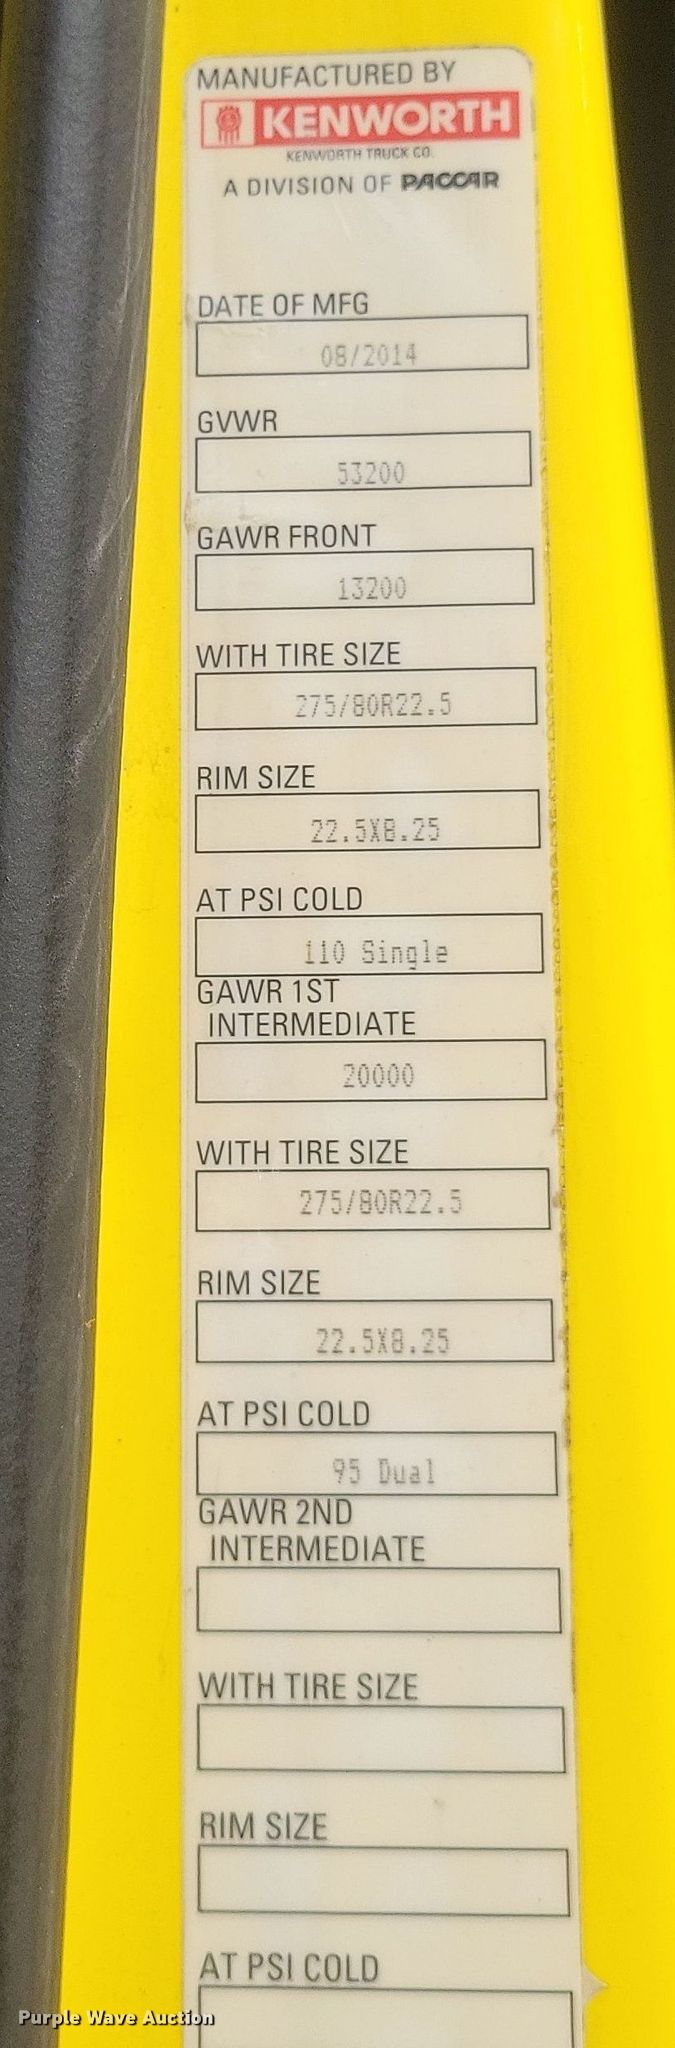 MANUFACTURED BY
KENWORTH
KENWORTH TRUCK CO.
A DIVISION OF PACCAR
DATE OF MFG
08/2014
GVWR
53200
GAWR FRONT
13200
WITH TIRE SIZE
275/80R22.5
RIM SIZE
22.5X8.25
AT PSI COLD
110 Single
GAWR 1ST
INTERMEDIATE
20000
WITH TIRE SIZE
275/80R22.5
RIM SIZE
22.5X8.25
AT PSI COLD
95 Dual
GAWR 2ND
INTERMEDIATE
WITH TIRE SIZE
RIM SIZE
AT PSI COLD
Purple Wave Auction